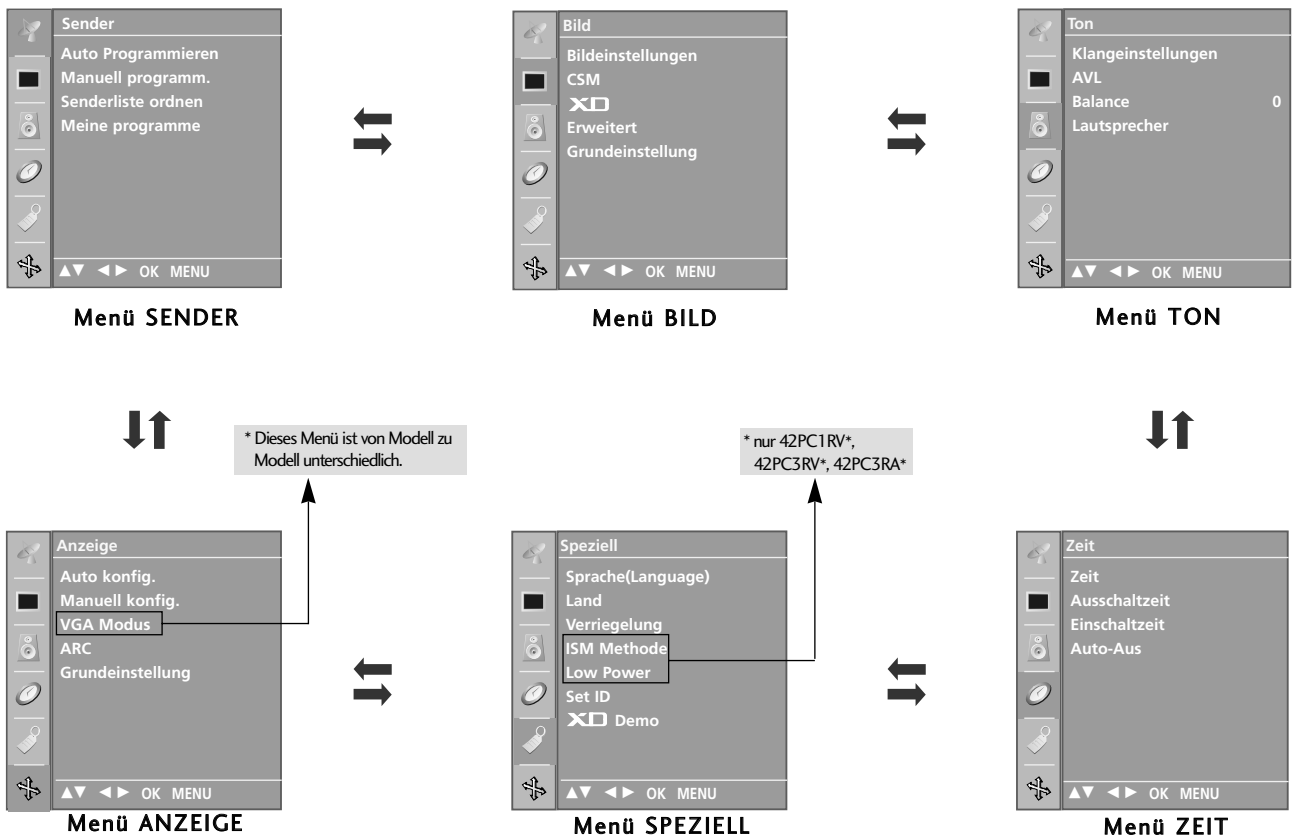 Sender
Auto Programmieren
Manuell programm.
Senderliste ordnen
Meine programme
▲▼ ◄► OK MENU
Menü SENDER
Bild
Bildeinstellungen
CSM
XD
Erweitert
Grundeinstellung
▲▼ ◄► OK MENU
Menü BILD
Ton
Klangeinstellungen
AVL
Balance 0
Lautsprecher
▲▼ ◄► OK MENU
Menü TON
* Dieses Menü ist von Modell zu
Modell unterschiedlich.
* nur 42PC1RV*,
42PC3RV*, 42PC3RA*
Anzeige
Auto konfig.
Manuell konfig.
VGA Modus
ARC
Grundeinstellung
▲▼ ◄► OK MENU
Menü ANZEIGE
Speziell
Sprache(Language)
Land
Verriegelung
ISM Methode
Low Power
Set ID
XD Demo
▲▼ ◄► OK MENU
Menü SPEZIELL
Zeit
Zeit
Ausschaltzeit
Einschaltzeit
Auto-Aus
▲▼ ◄► OK MENU
Menü ZEIT